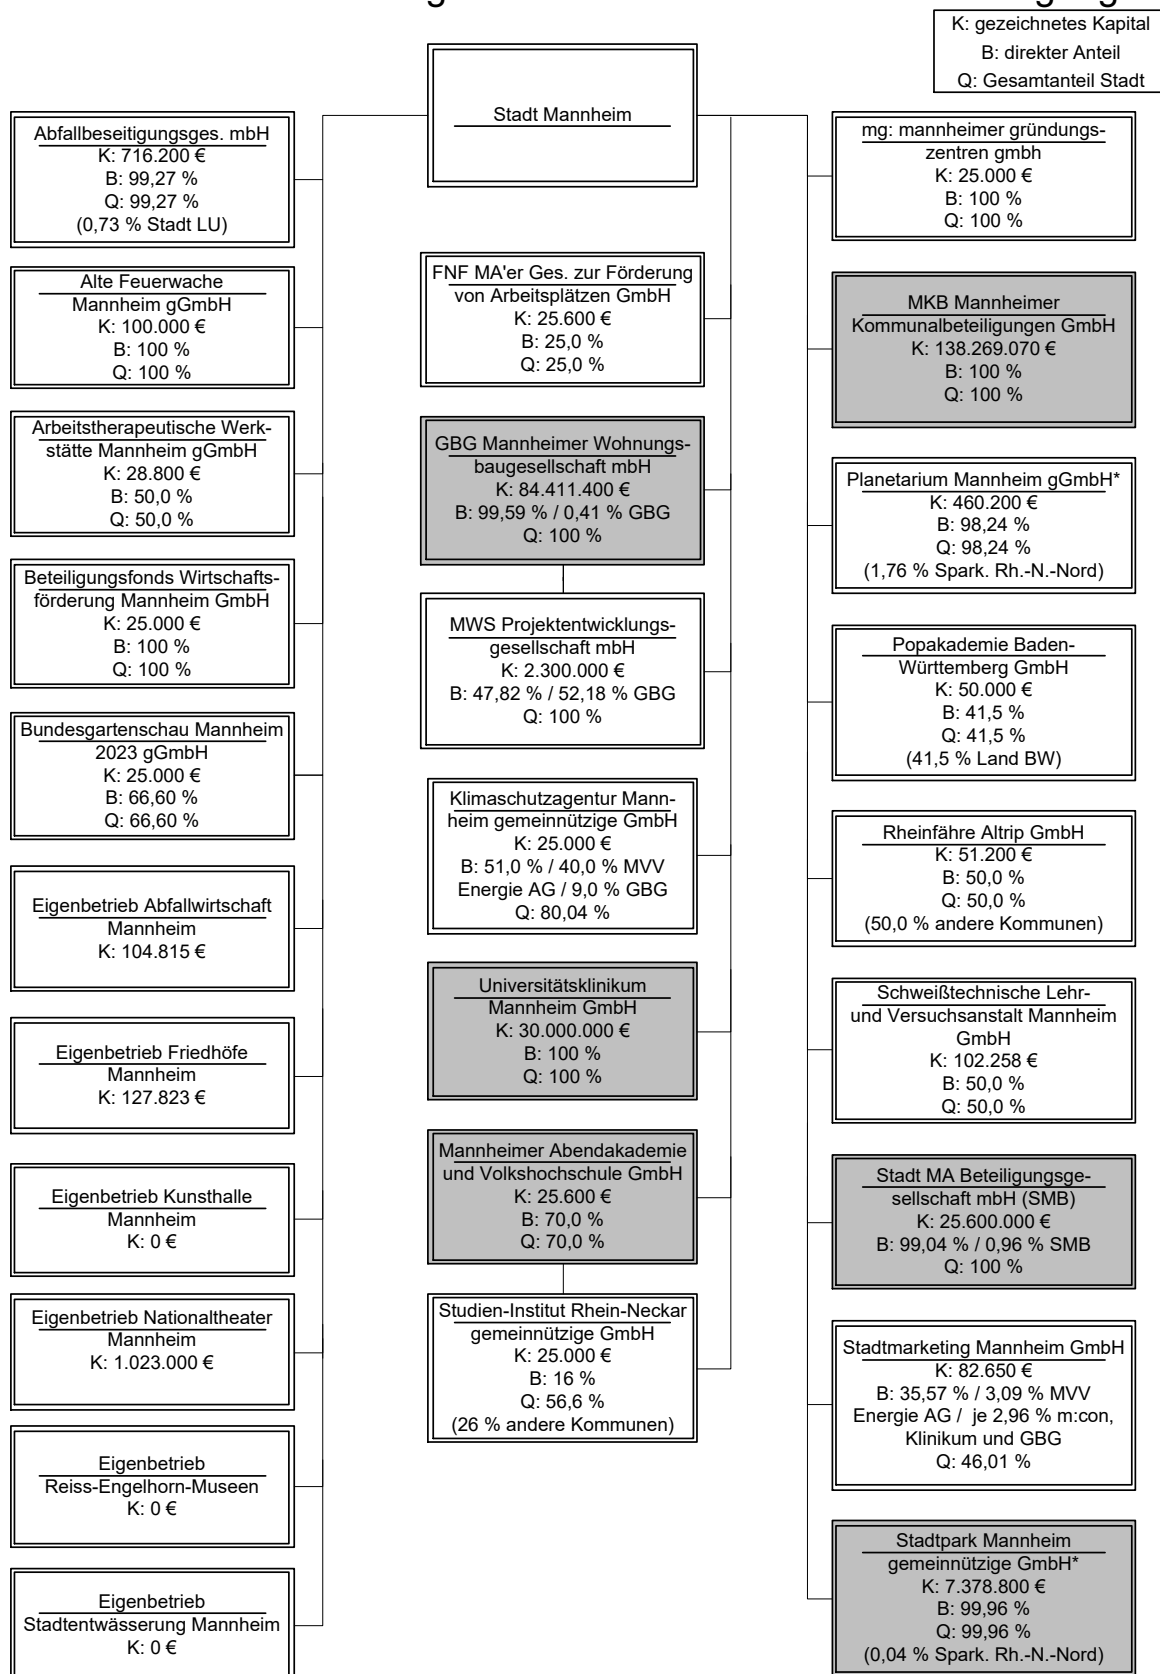 K: gezeichnetes Kapital
B: direkter Anteil
Q: Gesamtanteil Stadt
Stadt Mannheim
Abfallbeseitigungsges. mbH
K: 716.200 €
B: 99,27 %
Q: 99,27 %
(0,73 % Stadt LU)
Alte Feuerwache
Mannheim gGmbH
K: 100.000 €
B: 100 %
Q: 100 %
Arbeitstherapeutische Werk-
stätte Mannheim gGmbH
K: 28.800 €
B: 50,0 %
Q: 50,0 %
Beteiligungsfonds Wirtschafts-
förderung Mannheim GmbH
K: 25.000 €
B: 100 %
Q: 100 %
Bundesgartenschau Mannheim
2023 gGmbH
K: 25.000 €
B: 66,60 %
Q: 66,60 %
Eigenbetrieb Abfallwirtschaft
Mannheim
K: 104.815 €
Eigenbetrieb Friedhöfe
Mannheim
K: 127.823 €
Eigenbetrieb Kunsthalle
Mannheim
K: 0 €
Eigenbetrieb Nationaltheater
Mannheim
K: 1.023.000 €
Eigenbetrieb
Reiss-Engelhorn-Museen
K: 0 €
Eigenbetrieb
Stadtentwässerung Mannheim
K: 0 €
FNF MA'er Ges. zur Förderung
von Arbeitsplätzen GmbH
K: 25.600 €
B: 25,0 %
Q: 25,0 %
GBG Mannheimer Wohnungs-
baugesellschaft mbH
K: 84.411.400 €
B: 99,59 % / 0,41 % GBG
Q: 100 %
MWS Projektentwicklungs-
gesellschaft mbH
K: 2.300.000 €
B: 47,82 % / 52,18 % GBG
Q: 100 %
Klimaschutzagentur Mann-
heim gemeinnützige GmbH
K: 25.000 €
B: 51,0 % / 40,0 % MVV
Energie AG / 9,0 % GBG
Q: 80,04 %
Universitätsklinikum
Mannheim GmbH
K: 30.000.000 €
B: 100 %
Q: 100 %
Mannheimer Abendakademie
und Volkshochschule GmbH
K: 25.600 €
B: 70,0 %
Q: 70,0 %
Studien-Institut Rhein-Neckar
gemeinnützige GmbH
K: 25.000 €
B: 16 %
Q: 56,6 %
(26 % andere Kommunen)
mg: mannheimer gründungs-
zentren gmbh
K: 25.000 €
B: 100 %
Q: 100 %
MKB Mannheimer
Kommunalbeteiligungen GmbH
K: 138.269.070 €
B: 100 %
Q: 100 %
Planetarium Mannheim gGmbH*
K: 460.200 €
B: 98,24 %
Q: 98,24 %
(1,76 % Spark. Rh.-N.-Nord)
Popakademie Baden-
Württemberg GmbH
K: 50.000 €
B: 41,5 %
Q: 41,5 %
(41,5 % Land BW)
Rheinfähre Altrip GmbH
K: 51.200 €
B: 50,0 %
Q: 50,0 %
(50,0 % andere Kommunen)
Schweißtechnische Lehr-
und Versuchsanstalt Mannheim
GmbH
K: 102.258 €
B: 50,0 %
Q: 50,0 %
Stadt MA Beteiligungsge-
sellschaft mbH (SMB)
K: 25.600.000 €
B: 99,04 % / 0,96 % SMB
Q: 100 %
Stadtmarketing Mannheim GmbH
K: 82.650 €
B: 35,57 % / 3,09 % MVV
Energie AG / je 2,96 % m:con,
Klinikum und GBG
Q: 46,01 %
Stadtpark Mannheim
gemeinnützige GmbH*
K: 7.378.800 €
B: 99,96 %
Q: 99,96 %
(0,04 % Spark. Rh.-N.-Nord)